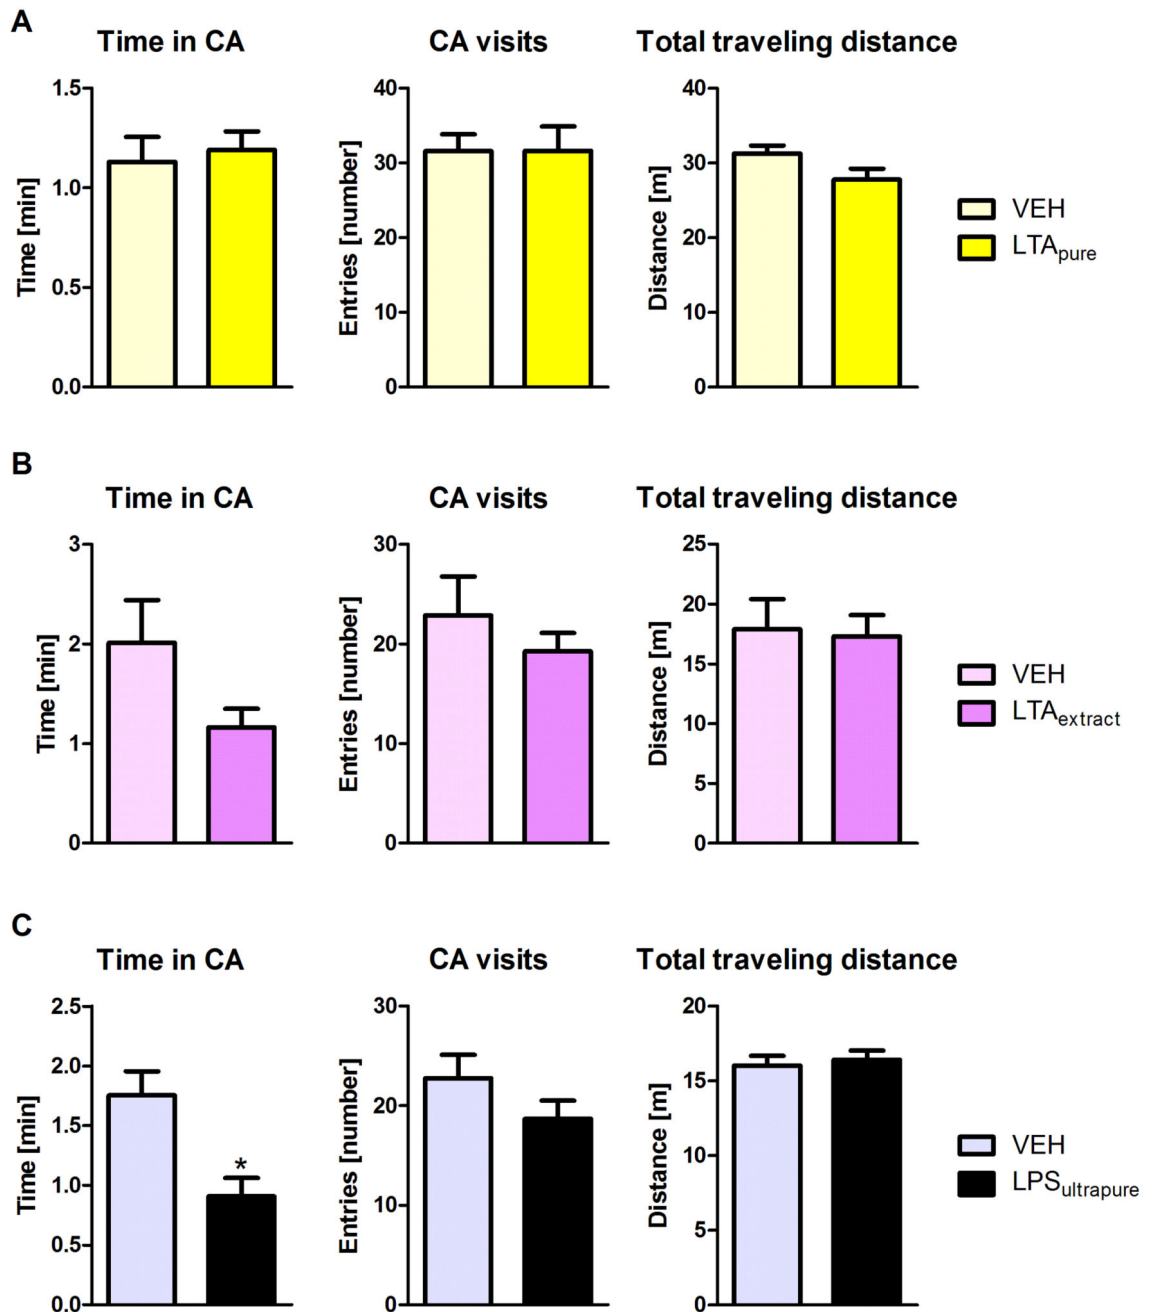 A
Time in CA
CA visits
Total traveling distance
Time [min]
1.5
1.0
0.5
0.0
Entries [number]
40
30
20
10
0
Distance [m]
40
30
20
10
0
VEH
LTApure
B
Time in CA
CA visits
Total traveling distance
Time [min]
3
2
1
0
Entries [number]
30
20
10
0
Distance [m]
25
20
15
10
5
0
VEH
LTAextract
C
Time in CA
CA visits
Total traveling distance
Time [min]
2.5
2.0
1.5
1.0
0.5
0.0
*
Entries [number]
30
20
10
0
Distance [m]
20
15
10
5
0
VEH
LPSultrapure